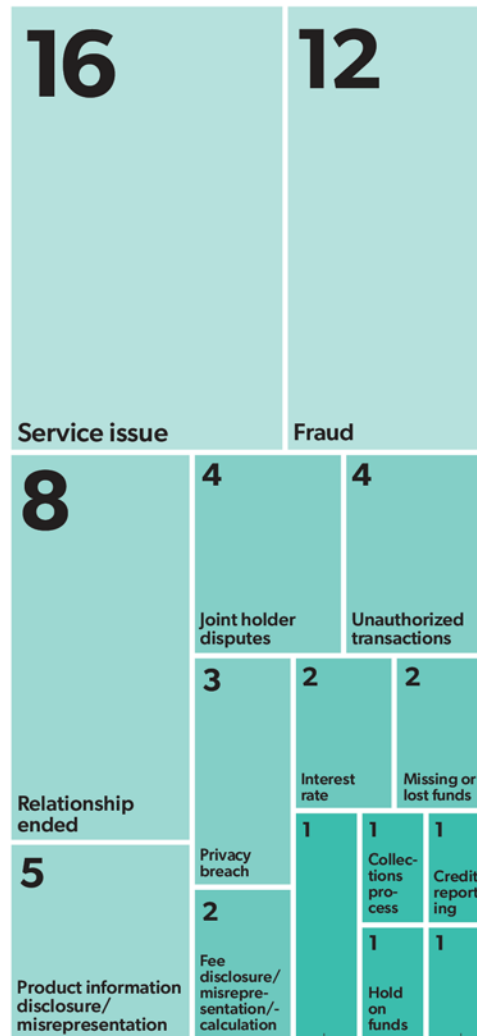 16
Service issue
12
Fraud
8
Relationship
ended
4
Joint holder
disputes
4
Unauthorized
transactions
3
Privacy
breach
2
Interest
rate
2
Missing or
lost funds
5
Product information
disclosure/
misrepresentation
2
Fee
disclosure/
misrepre-
sentation/-
calculation
1
1
Collec-
tions
pro-
cess
1
Credit
report
ing
1
Hold
on
funds
1